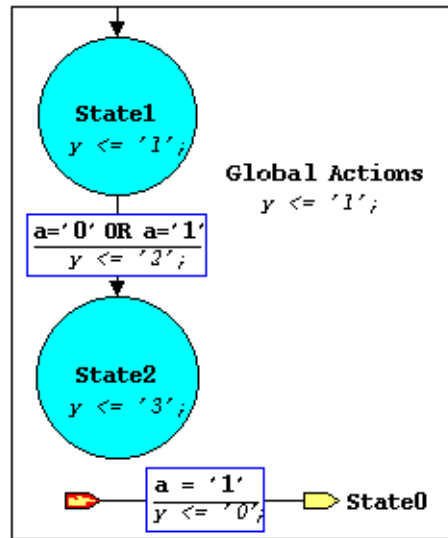 State1
y <= '1';
Global Actions
y <= '1';
a='0' OR a='1'
y <= '2';
State2
y <= '3';
a = '1'
y <= '0';
State0